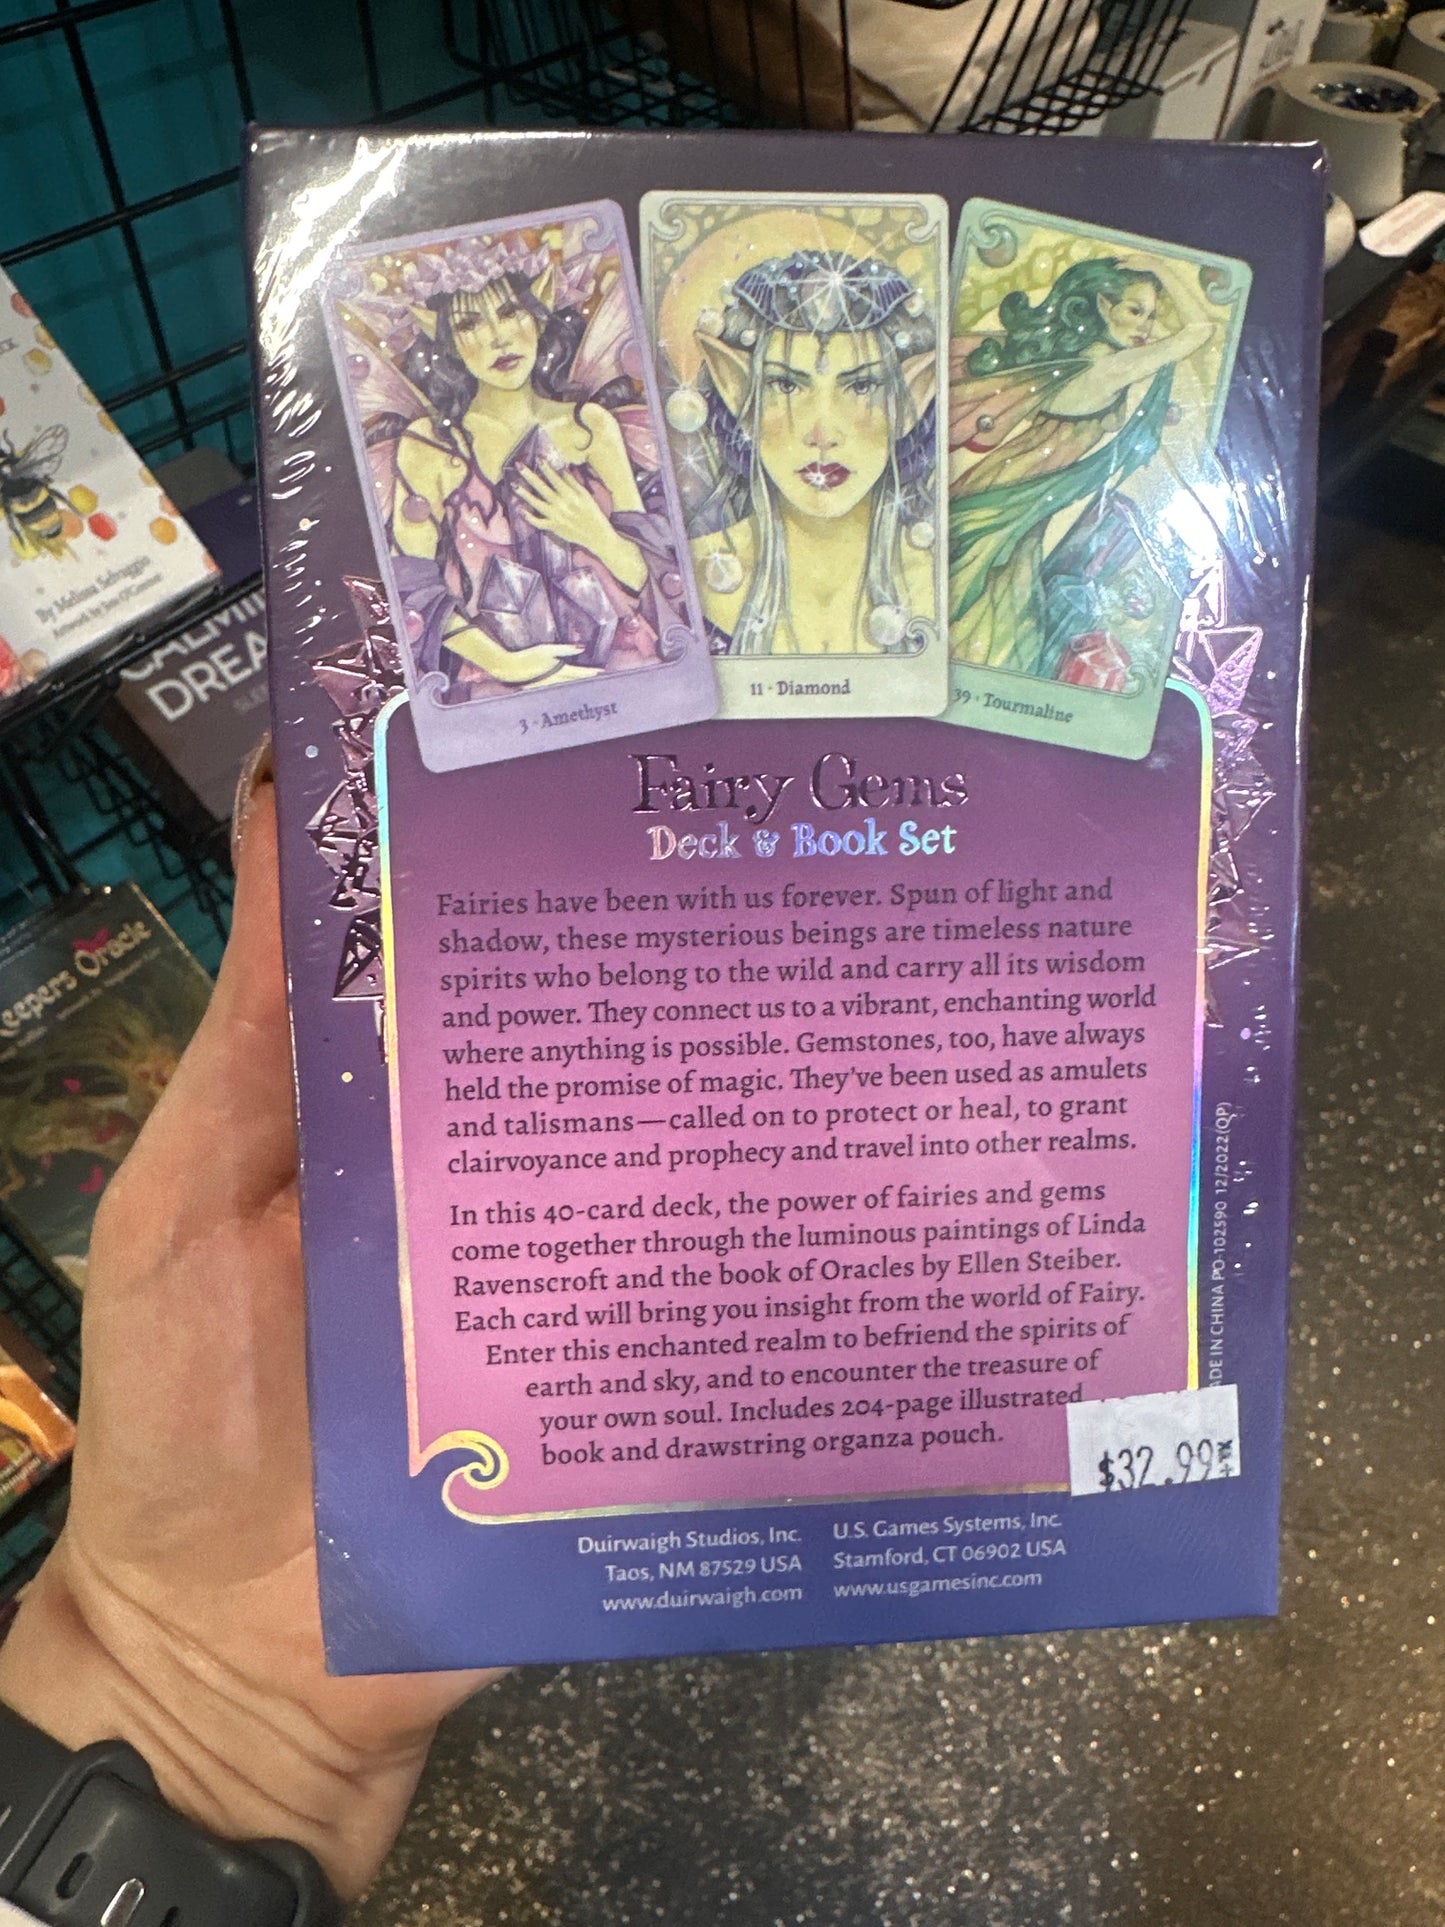 3 · Amethyst
11 · Diamond
39 · Tourmaline
Fairy Gems
Deck & Book Set
Fairies have been with us forever. Spun of light and
shadow, these mysterious beings are timeless nature
spirits who belong to the wild and carry all its wisdom
and power. They connect us to a vibrant, enchanting world
where anything is possible. Gemstones, too, have always
held the promise of magic. They've been used as amulets
and talismans—called on to protect or heal, to grant
clairvoyance and prophecy and travel into other realms.
In this 40-card deck, the power of fairies and gems
come together through the luminous paintings of Linda
Ravenscroft and the book of Oracles by Ellen Steiber.
Each card will bring you insight from the world of Fairy.
Enter this enchanted realm to befriend the spirits of
earth and sky, and to encounter the treasure of
your own soul. Includes 204-page illustrated
book and drawstring organza pouch.
$32.99
Duirwaigh Studios, Inc.
Taos, NM 87529 USA
www.duirwaigh.com
U.S. Games Systems, Inc.
Stamford, CT 06902 USA
www.usgamesinc.com
ADE IN CHINA PO-102590 12/2022(QP)
By Melissa Selvaggio
DREA
eepers Oracle